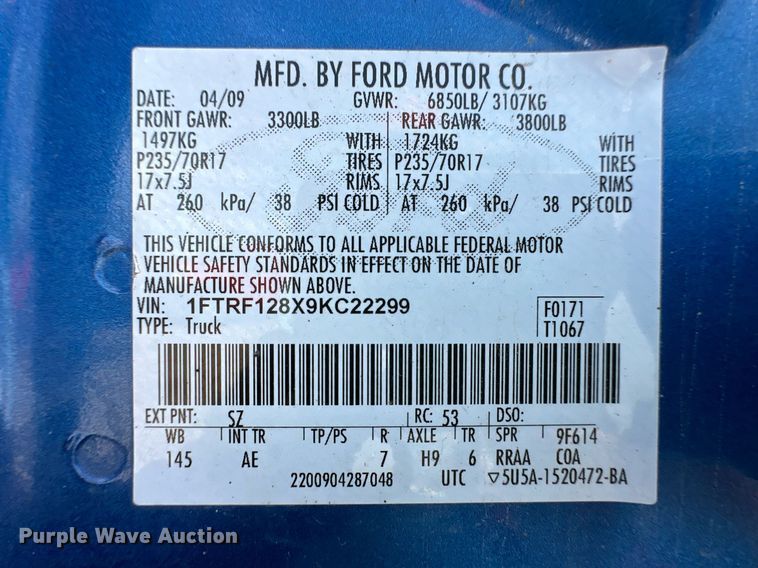 MFD. BY FORD MOTOR CO.
DATE: 04/09 GVWR: 6850LB/ 3107KG
FRONT GAWR: 3300LB REAR GAWR: 3800LB
1497KG WITH 1724KG WITH
P235/70R17 TIRES P235/70R17 TIRES
17x7.5J RIMS 17x7.5J RIMS
AT 260 kPa/ 38 PSI COLD AT 260 kPa/ 38 PSI COLD
THIS VEHICLE CONFORMS TO ALL APPLICABLE FEDERAL MOTOR
VEHICLE SAFETY STANDARDS IN EFFECT ON THE DATE OF
MANUFACTURE SHOWN ABOVE.
VIN: 1FTRF128X9KC22299 F0171
TYPE: Truck T1067
EXT PNT: SZ RC: 53 DSO:
WB INT TR TP/PS R AXLE TR SPR 9F614
145 AE 7 H9 6 RRAA COA
2200904287048 UTC ▽5U5A-1520472-BA
Purple Wave Auction